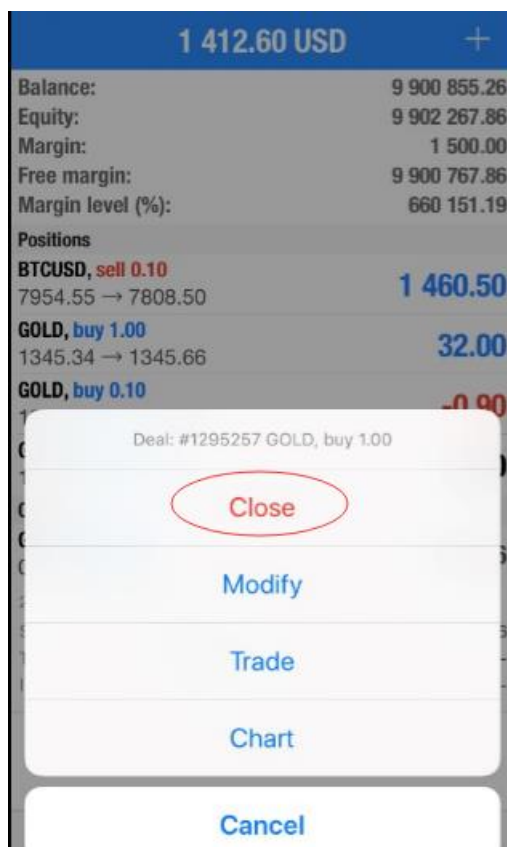 1 412.60 USD +
Balance: 9 900 855.26
Equity: 9 902 267.86
Margin: 1 500.00
Free margin: 9 900 767.86
Margin level (%): 660 151.19
Positions
BTCUSD, sell 0.10
7954.55 → 7808.50 1 460.50
GOLD, buy 1.00
1345.34 → 1345.66 32.00
GOLD, buy 0.10
-0.90
Deal: #1295257 GOLD, buy 1.00
Close
Modify
Trade
Chart
Cancel